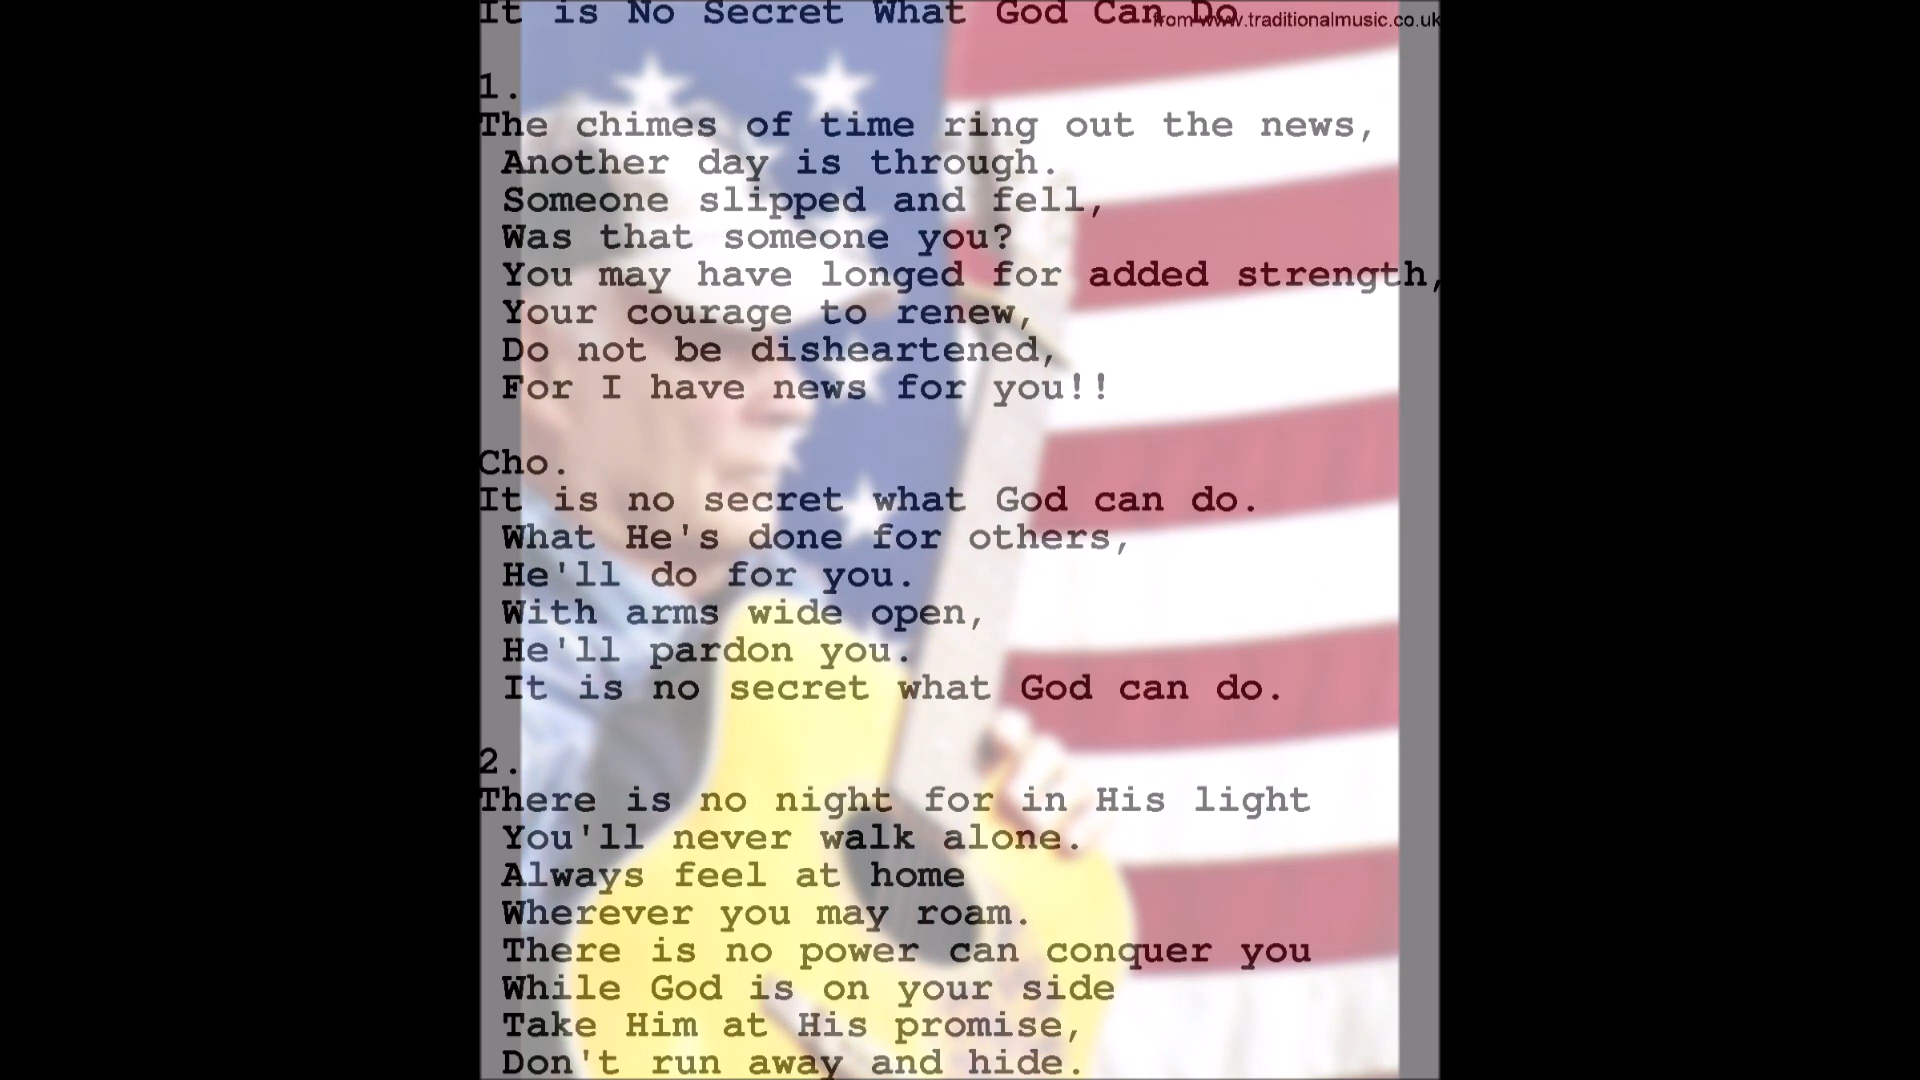 It is No Secret What God Can Do
from www.traditionalmusic.co.uk
1.
The chimes of time ring out the news,
Another day is through.
Someone slipped and fell,
Was that someone you?
You may have longed for added strength,
Your courage to renew,
Do not be disheartened,
For I have news for you!!
Cho.
It is no secret what God can do.
What He's done for others,
He'll do for you.
With arms wide open,
He'll pardon you.
It is no secret what God can do.
2.
There is no night for in His light
You'll never walk alone.
Always feel at home
Wherever you may roam.
There is no power can conquer you
While God is on your side
Take Him at His promise,
Don't run away and hide.